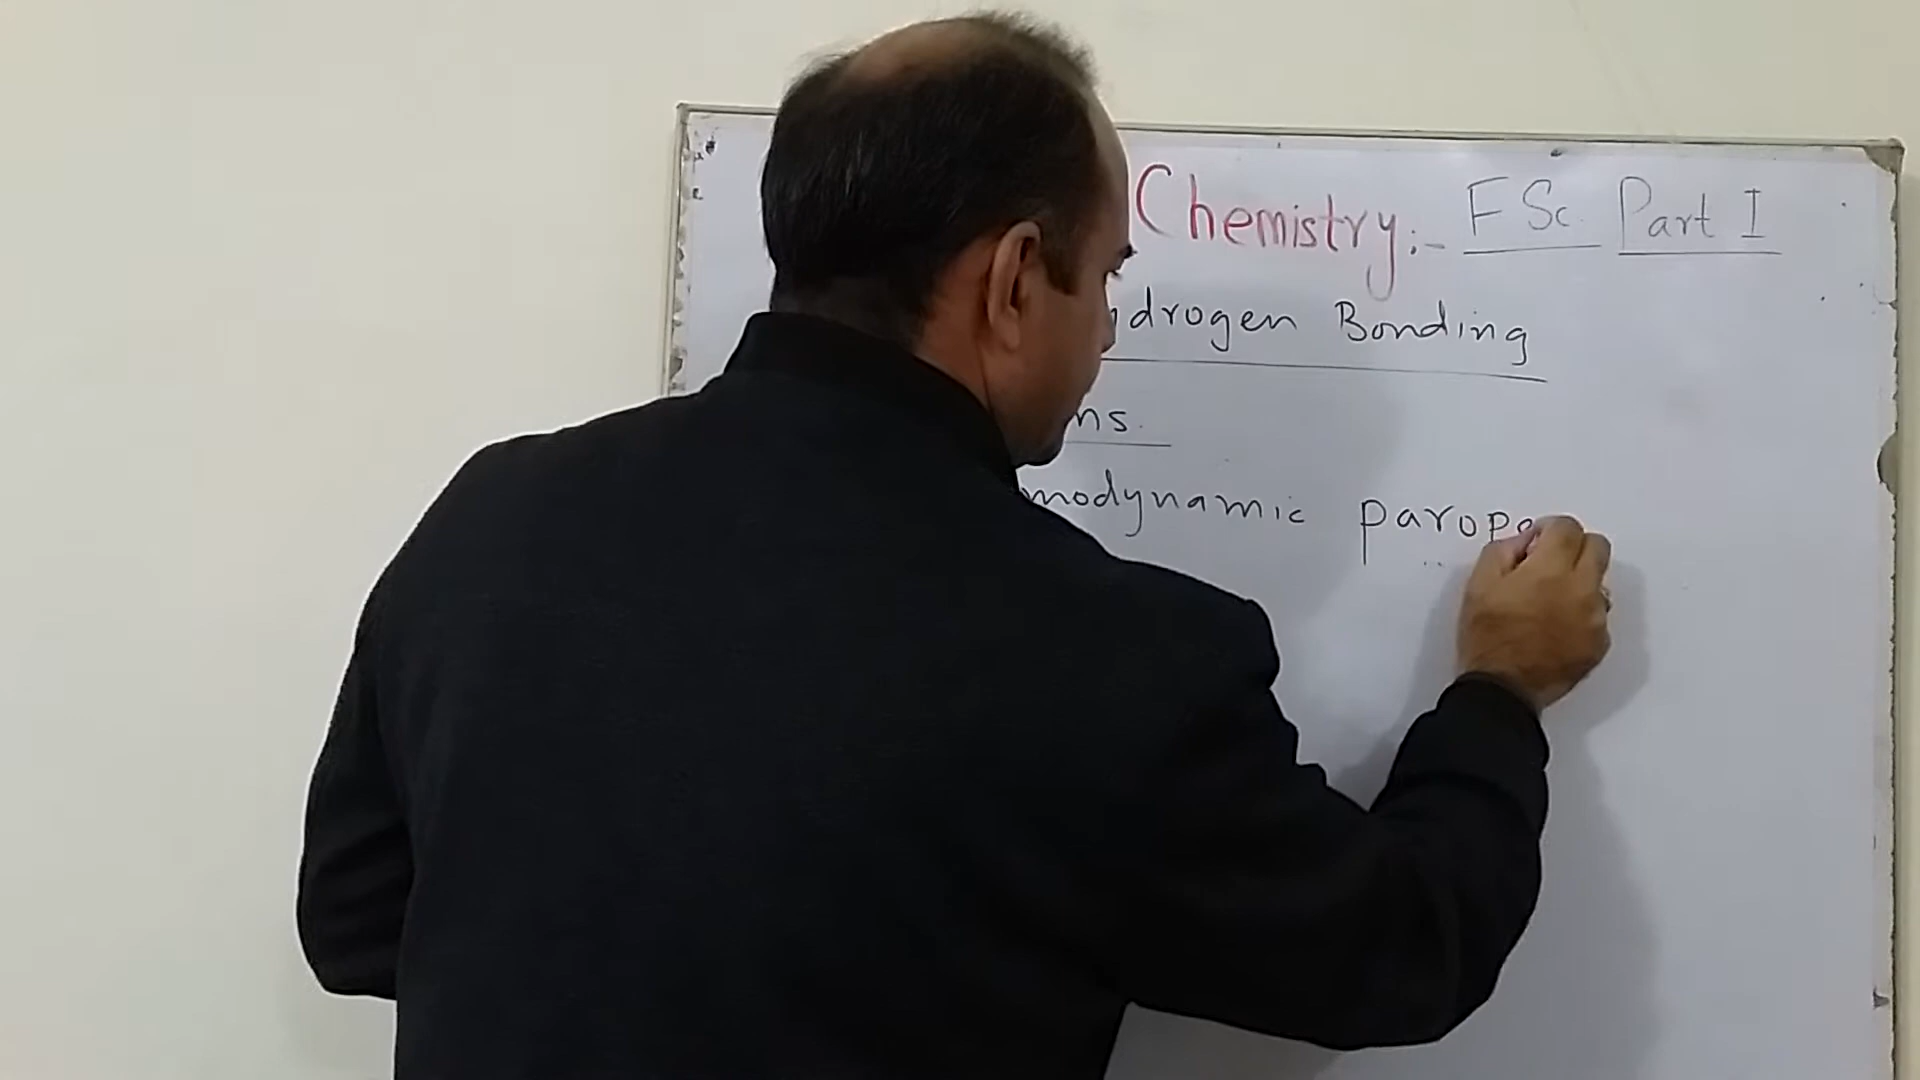 Chemistry:- F Sc. Part I
drogen Bonding
ns.
modynamic parope